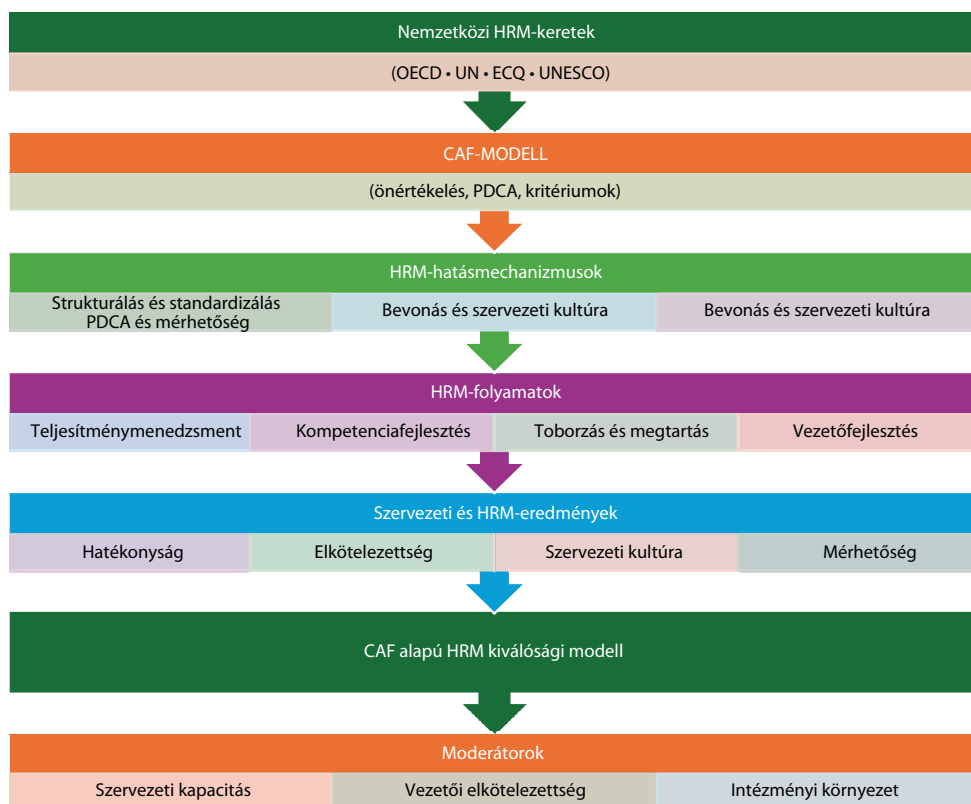 Nemzetközi HRM-keretek
(OECD • UN • ECQ • UNESCO)
CAF-MODELL
(önértékelés, PDCA, kritériumok)
HRM-hatásmechanizmusok
Strukturálás és standardizálás
PDCA és mérhetőség
Bevonás és szervezeti kultúra
Bevonás és szervezeti kultúra
HRM-folyamatok
Teljesítménymenedzsment
Kompetenciafejlesztés
Toborzás és megtartás
Vezetőfejlesztés
Szervezeti és HRM-eredmények
Hatékonyság
Elkötelezettség
Szervezeti kultúra
Mérhetőség
CAF alapú HRM kiválósági modell
Moderátorok
Szervezeti kapacitás
Vezetői elkötelezettség
Intézményi környezet